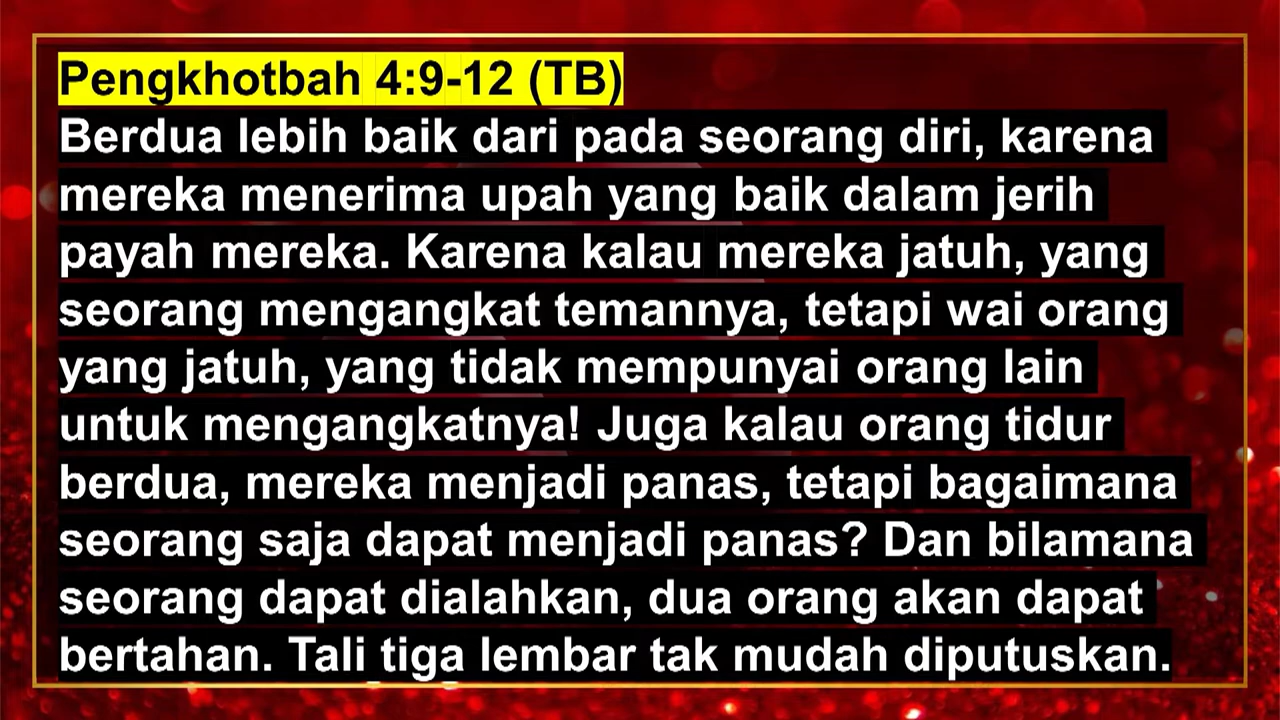 Pengkhotbah 4:9-12 (TB)
Berdua lebih baik dari pada seorang diri, karena
mereka menerima upah yang baik dalam jerih
payah mereka. Karena kalau mereka jatuh, yang
seorang mengangkat temannya, tetapi wai orang
yang jatuh, yang tidak mempunyai orang lain
untuk mengangkatnya! Juga kalau orang tidur
berdua, mereka menjadi panas, tetapi bagaimana
seorang saja dapat menjadi panas? Dan bilamana
seorang dapat dialahkan, dua orang akan dapat
bertahan. Tali tiga lembar tak mudah diputuskan.